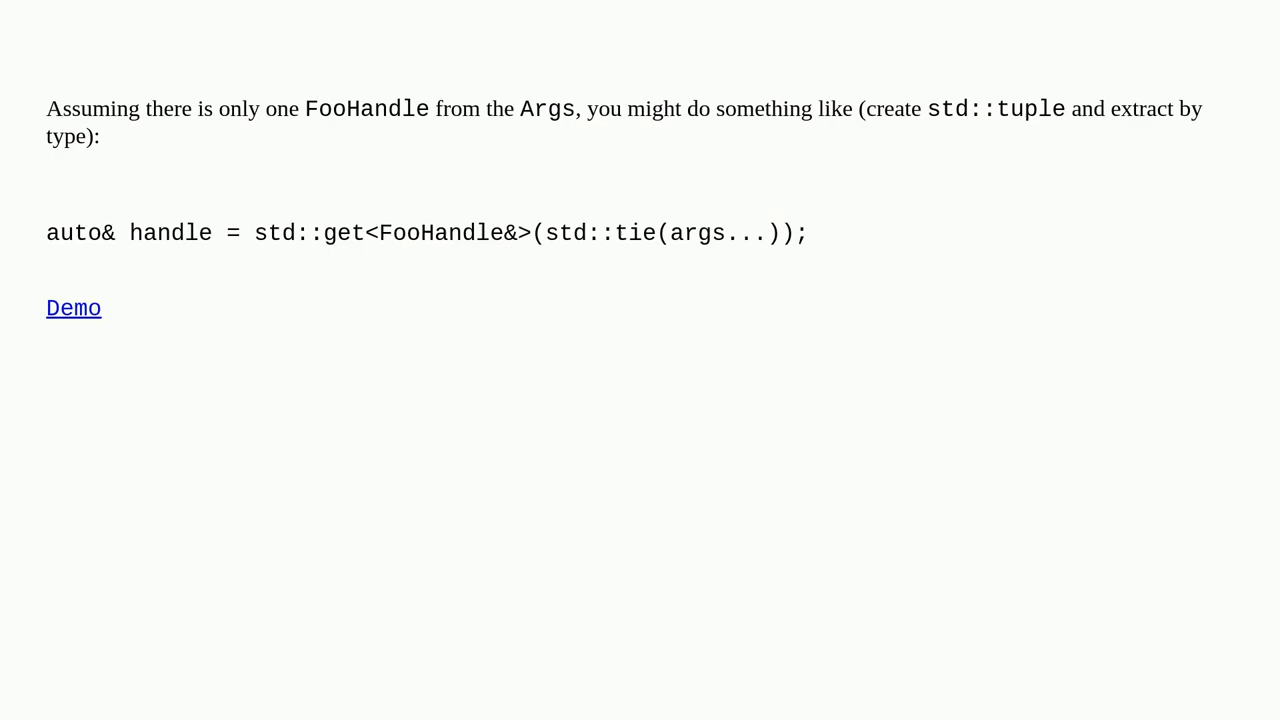 Assuming there is only one FooHandle from the Args, you might do something like (create std::tuple and extract by
type):
auto& handle = std::get<FooHandle&>(std::tie(args...));
Demo